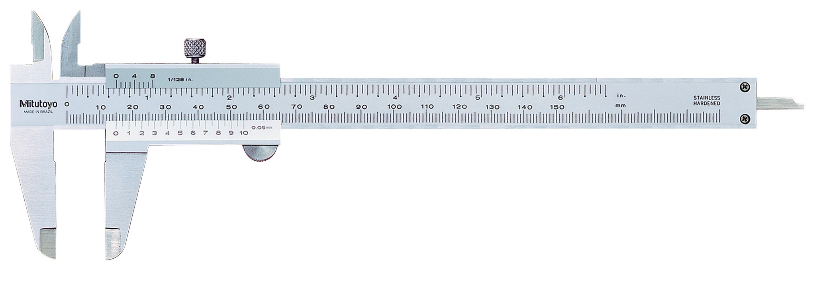 0 4 8 1/128 in.
Mitutoyo
MADE IN BRAZIL
0 1 2 3 4 5 6 in.
10 20 30 40 50 60 70 80 90 100 110 120 130 140 150 mm
STAINLESS
HARDENED
0 1 2 3 4 5 6 7 8 9 10 0.05 mm